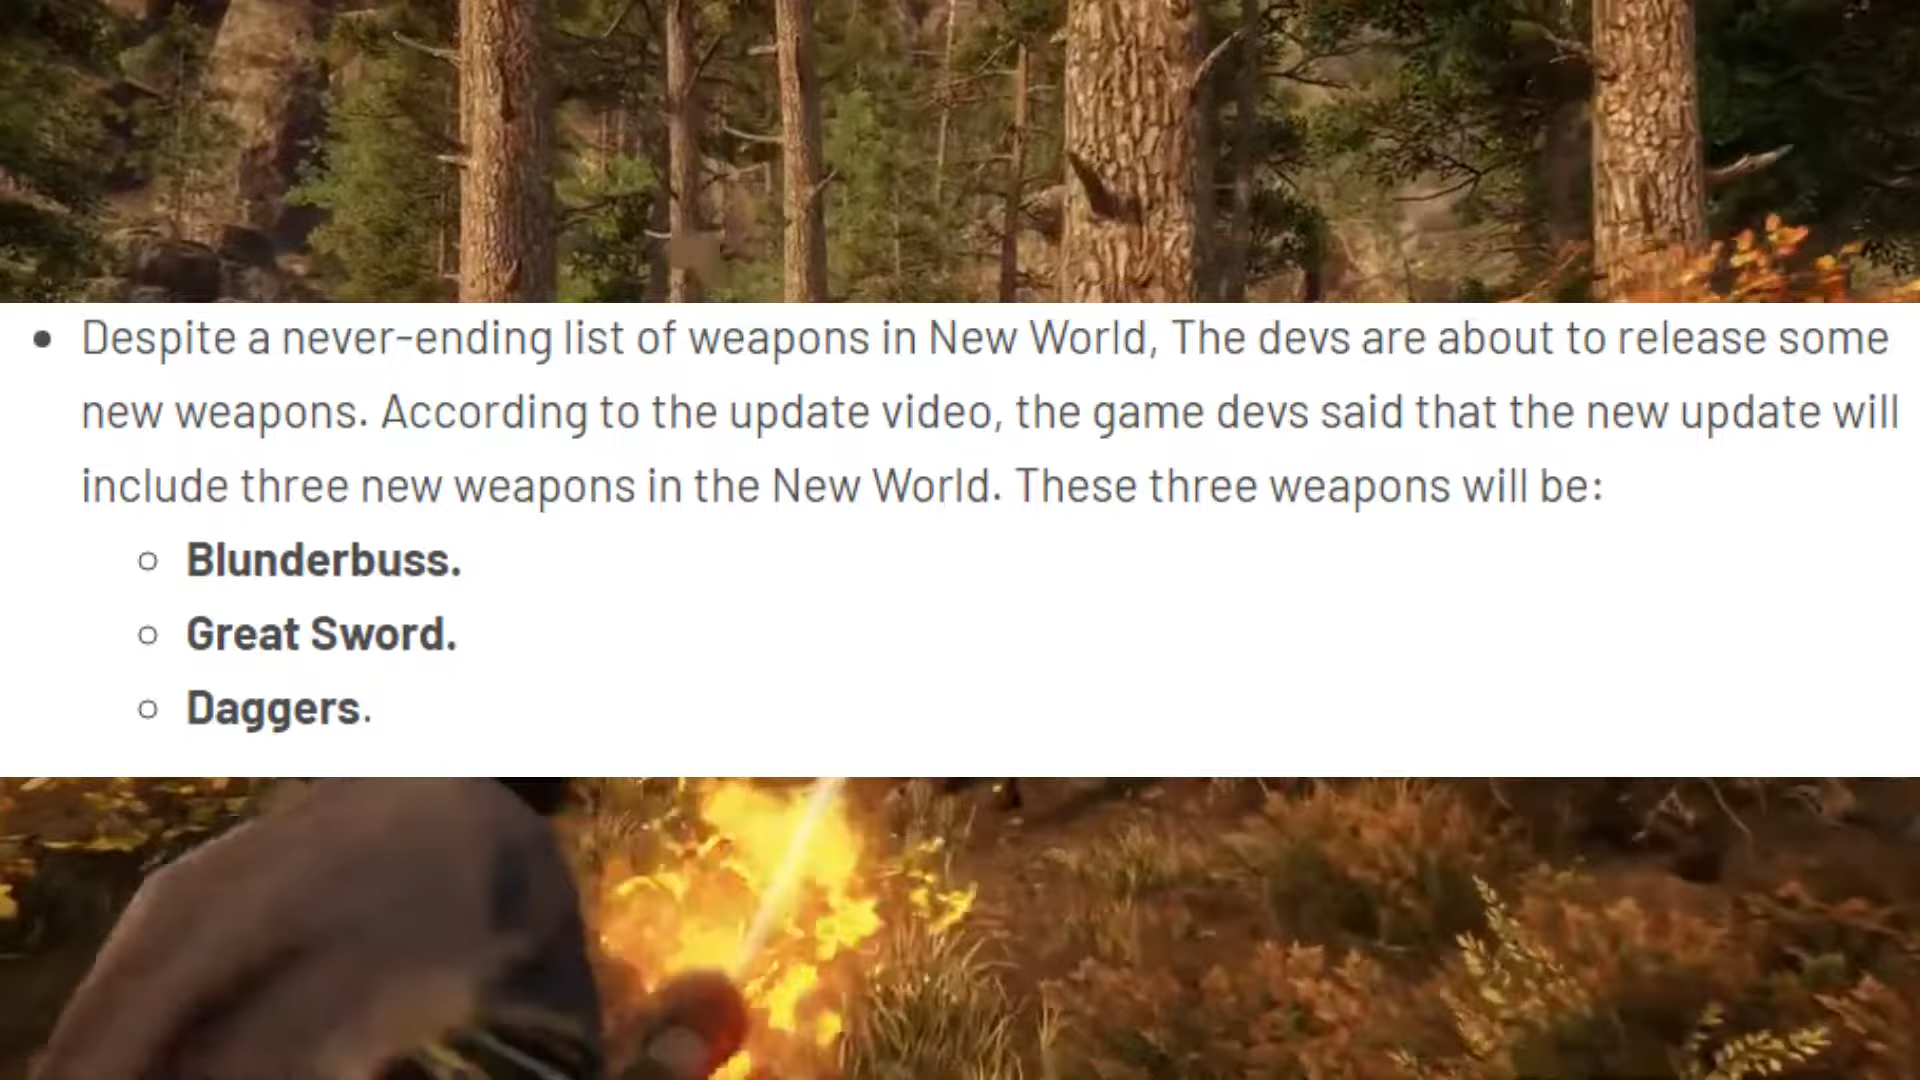 • Despite a never-ending list of weapons in New World, The devs are about to release some
new weapons. According to the update video, the game devs said that the new update will
include three new weapons in the New World. These three weapons will be:
○ Blunderbuss.
○ Great Sword.
○ Daggers.